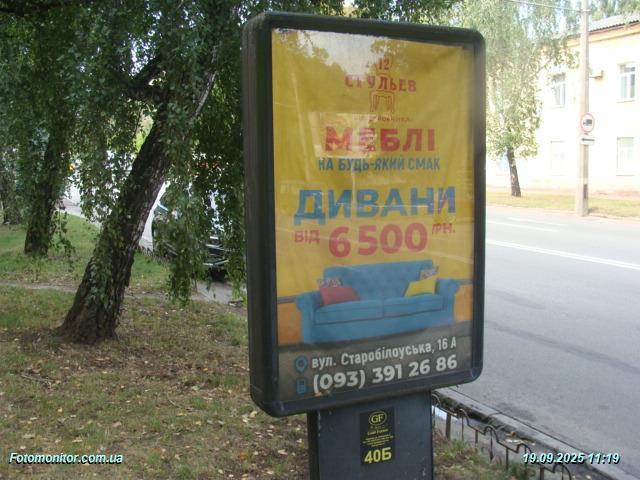 12
СТУЛЬЕВ
МЕБЛІ
НА БУДЬ-ЯКИЙ СМАК
ДИВАНИ
ВІД 6 500 ГРН.
вул. Старобілоуська, 16 А
(093) 391 26 86
GF
40Б
Fotomonitor.com.ua
19.09.2025 11:19